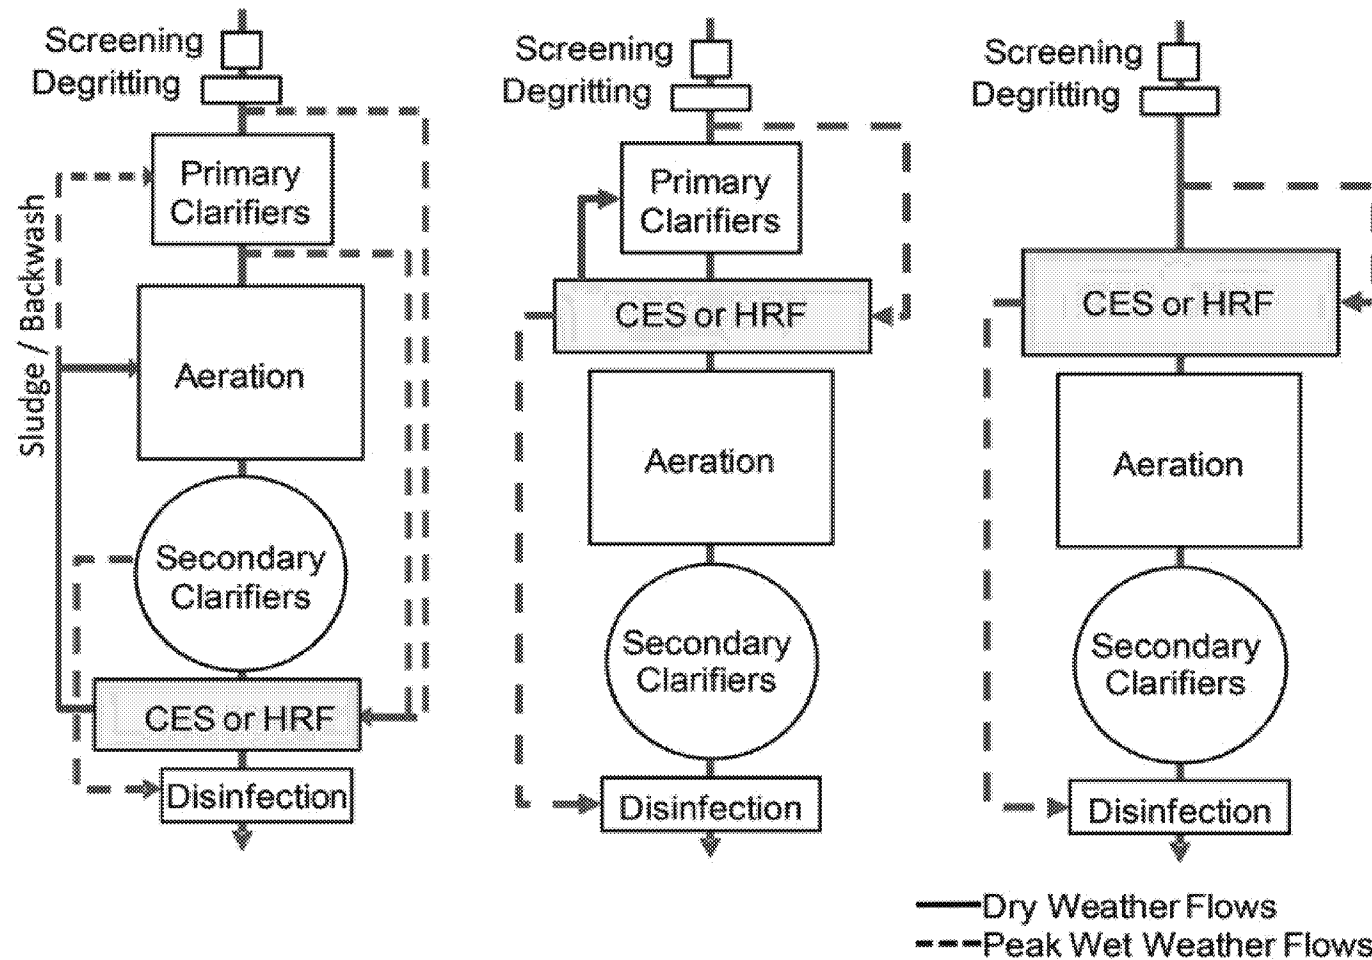 Screening
Degritting
Primary
Clarifiers
Aeration
Secondary
Clarifiers
CES or HRF
Disinfection
Sludge / Backwash
Screening
Degritting
Primary
Clarifiers
CES or HRF
Aeration
Secondary
Clarifiers
Disinfection
Screening
Degritting
CES or HRF
Aeration
Secondary
Clarifiers
Disinfection
Dry Weather Flows
Peak Wet Weather Flows